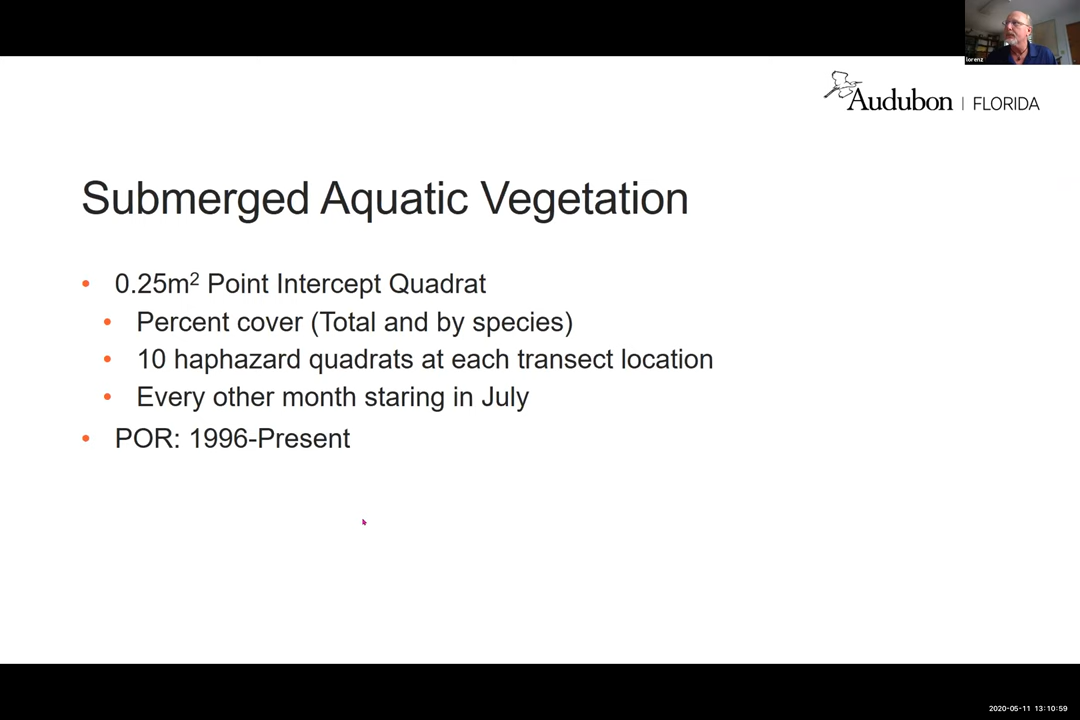 lorenz
Audubon | FLORIDA
Submerged Aquatic Vegetation
• 0.25m² Point Intercept Quadrat
• Percent cover (Total and by species)
• 10 haphazard quadrats at each transect location
• Every other month staring in July
• POR: 1996-Present
2020-05-11 13:10:59